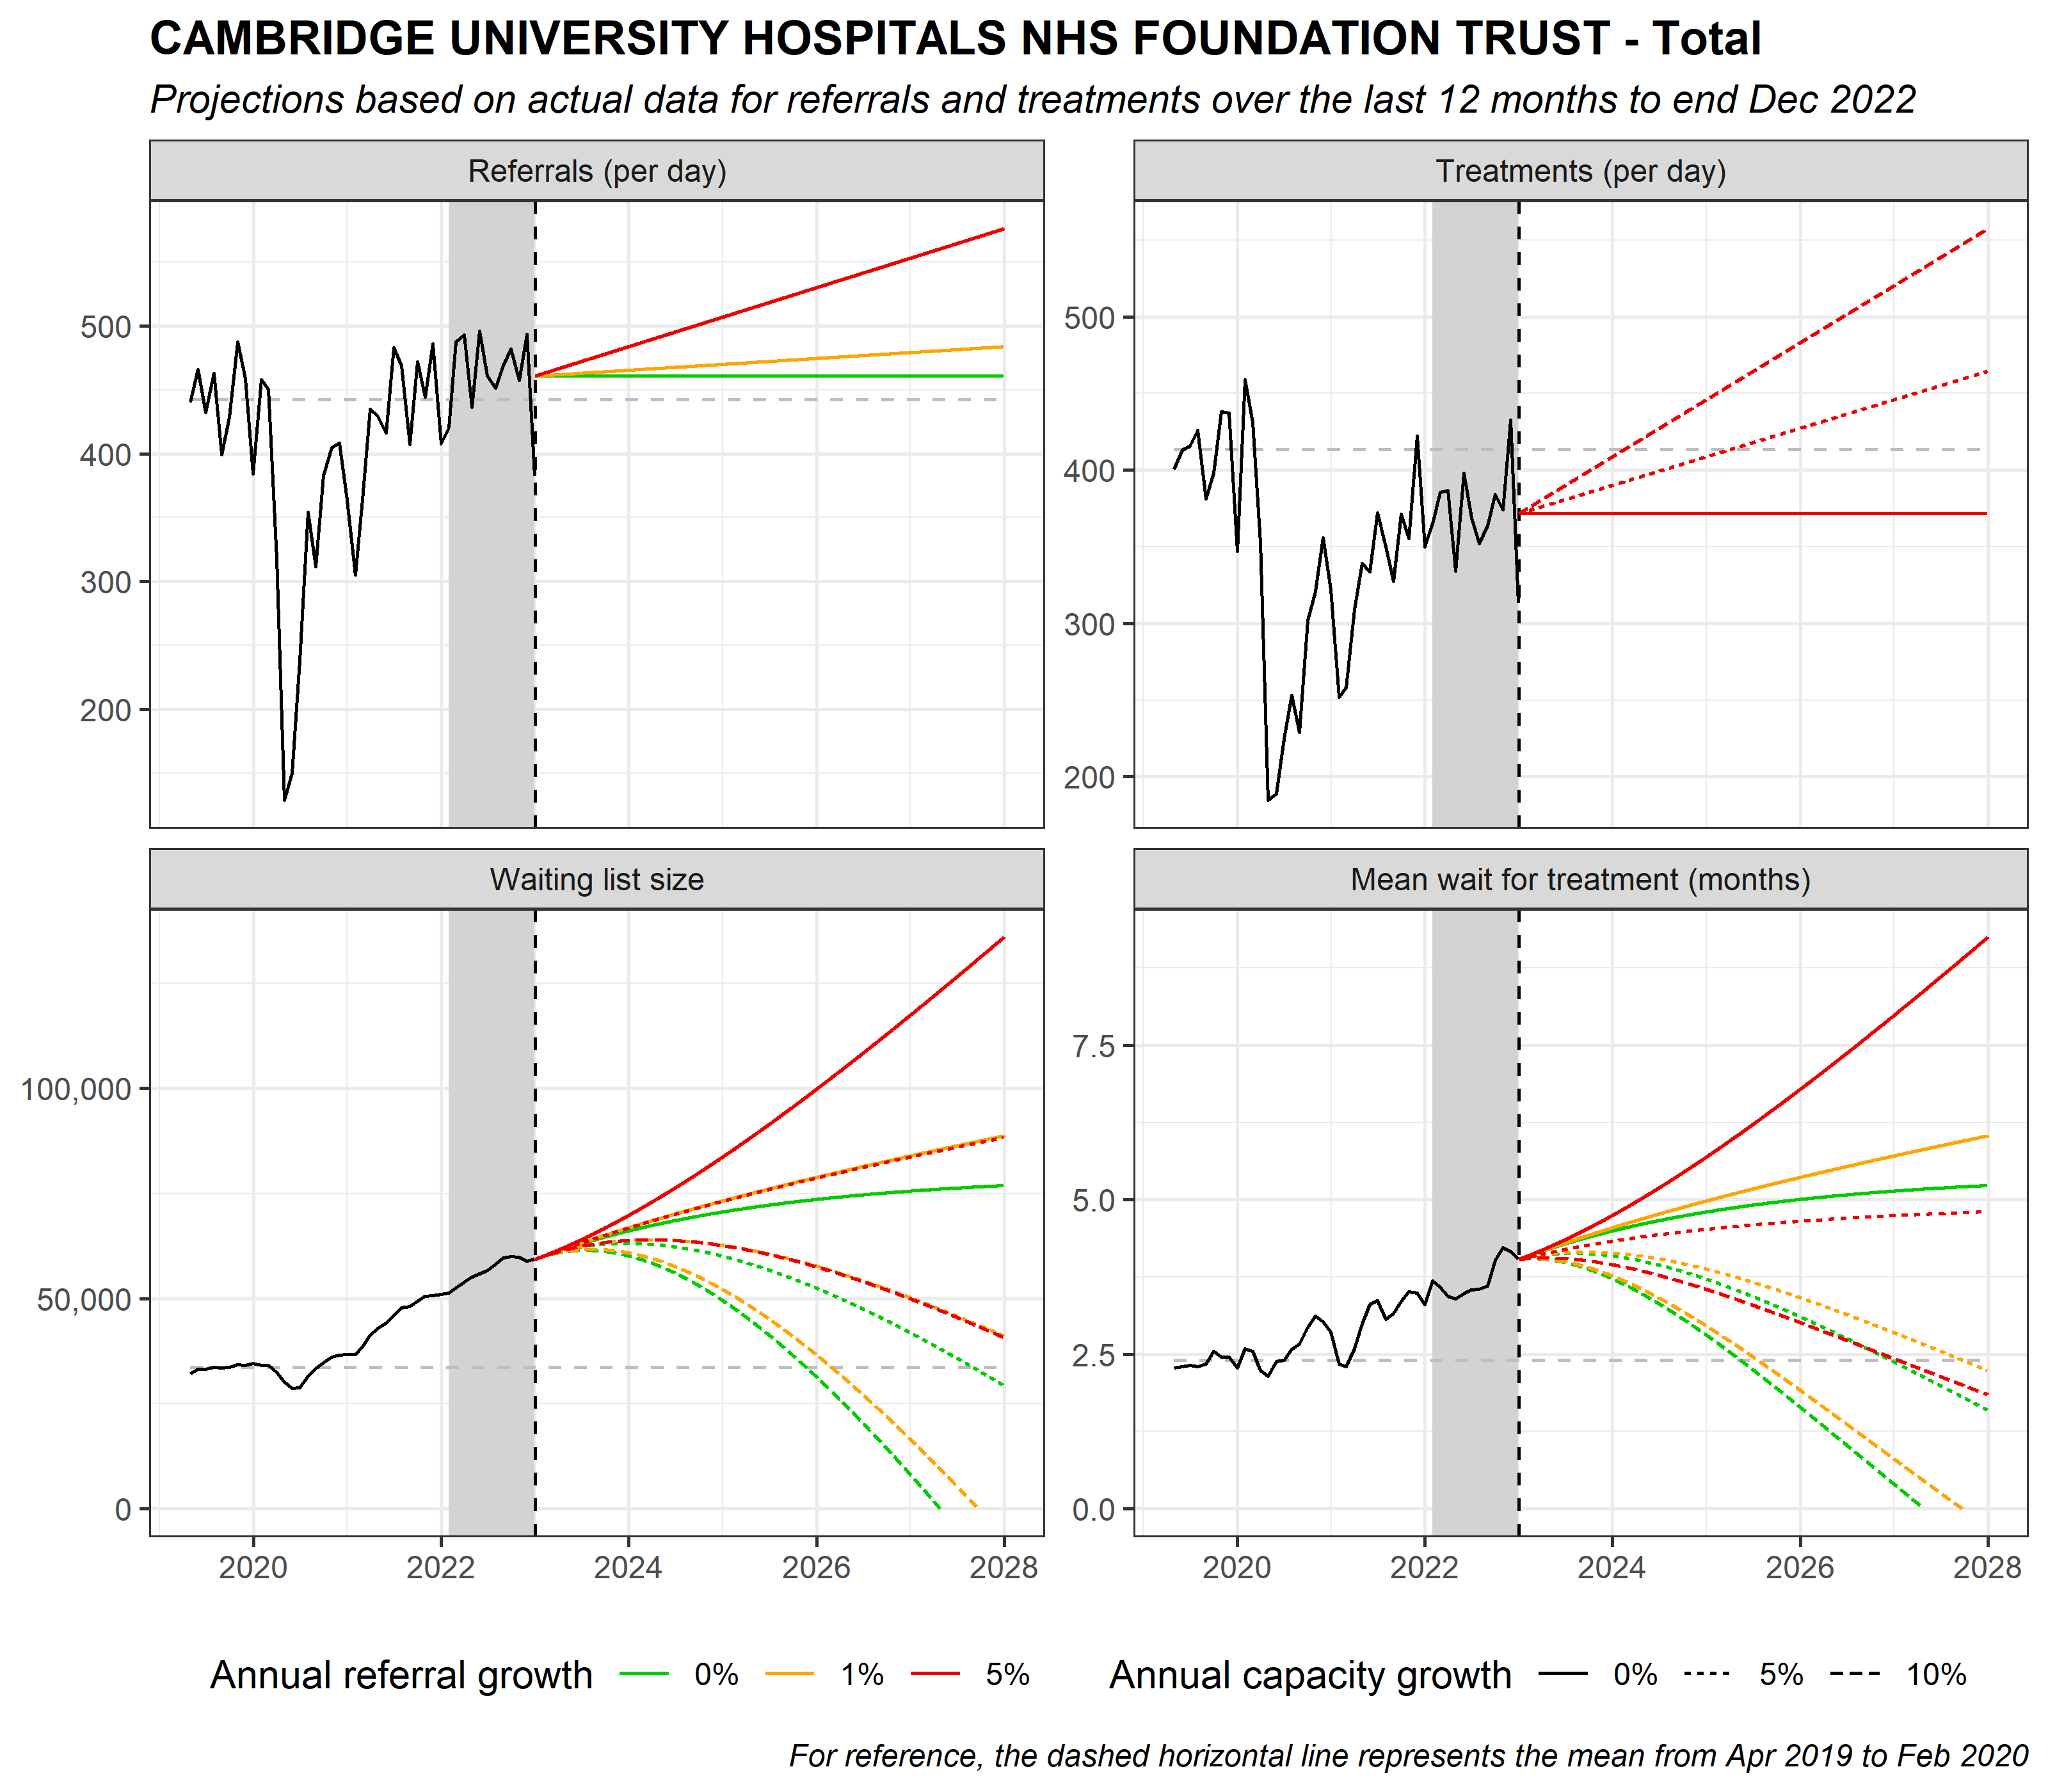 CAMBRIDGE UNIVERSITY HOSPITALS NHS FOUNDATION TRUST - Total
Projections based on actual data for referrals and treatments over the last 12 months to end Dec 2022
Referrals (per day)
500
400
300
200
Treatments (per day)
500
400
300
200
Waiting list size
100,000
50,000
0
2020 2022 2024 2026 2028
Mean wait for treatment (months)
7.5
5.0
2.5
0.0
2020 2022 2024 2026 2028
Annual referral growth 0% 1% 5%
Annual capacity growth 0% 5% 10%
For reference, the dashed horizontal line represents the mean from Apr 2019 to Feb 2020